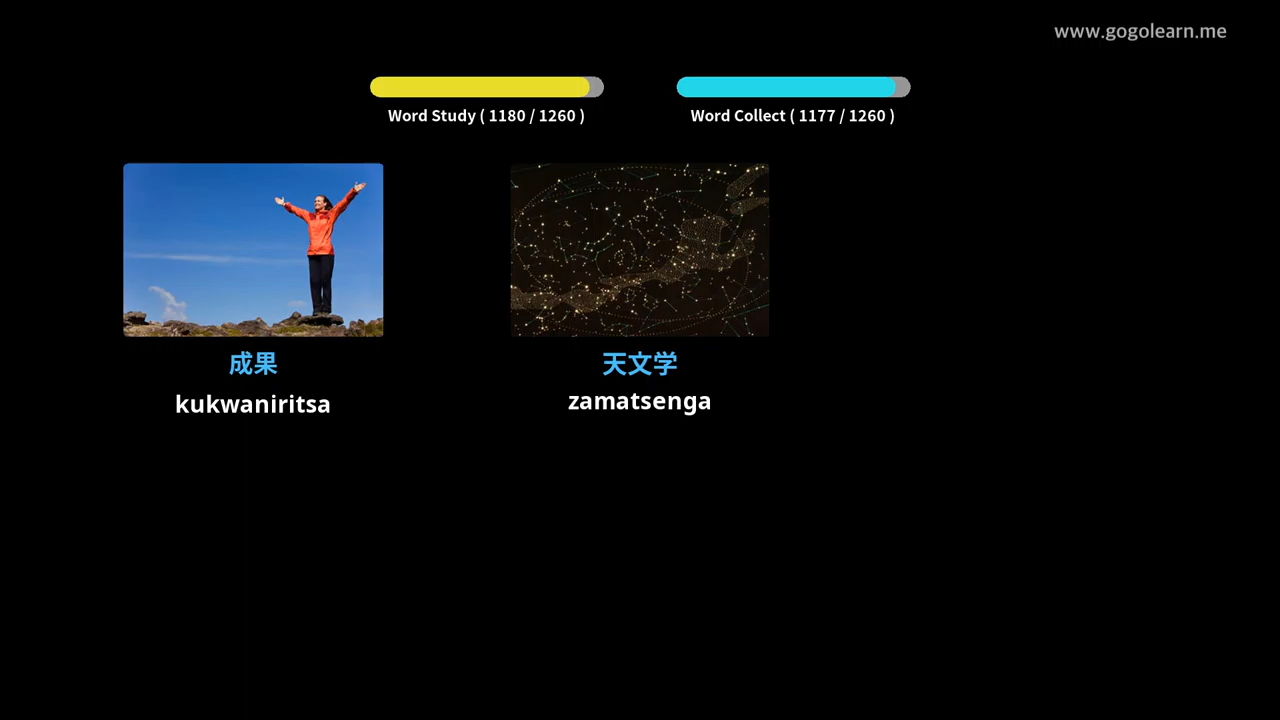 www.gogolearn.me
Word Study ( 1180 / 1260 )
Word Collect ( 1177 / 1260 )
成果
kukwaniritsa
天文学
zamatsenga